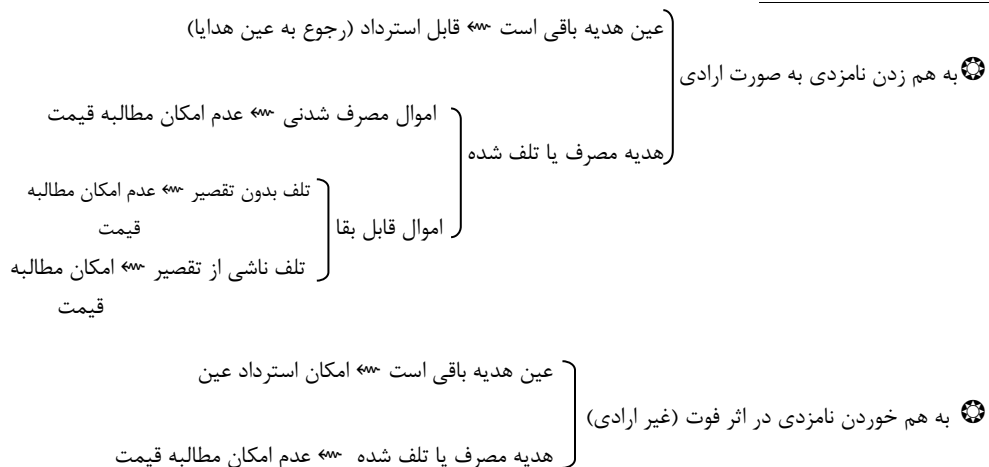 عین هدیه باقی است ⬳ قابل استرداد (رجوع به عین هدایا)
❂به هم زدن نامزدی به صورت ارادی
اموال مصرف شدنی ⬳ عدم امکان مطالبه قیمت
هدیه مصرف یا تلف شده
تلف بدون تقصیر ⬳ عدم امکان مطالبه
قیمت
اموال قابل بقا
تلف ناشی از تقصیر ⬳ امکان مطالبه
قیمت
عین هدیه باقی است ⬳ امکان استرداد عین
❂ به هم خوردن نامزدی در اثر فوت (غیر ارادی)
هدیه مصرف یا تلف شده ⬳ عدم امکان مطالبه قیمت